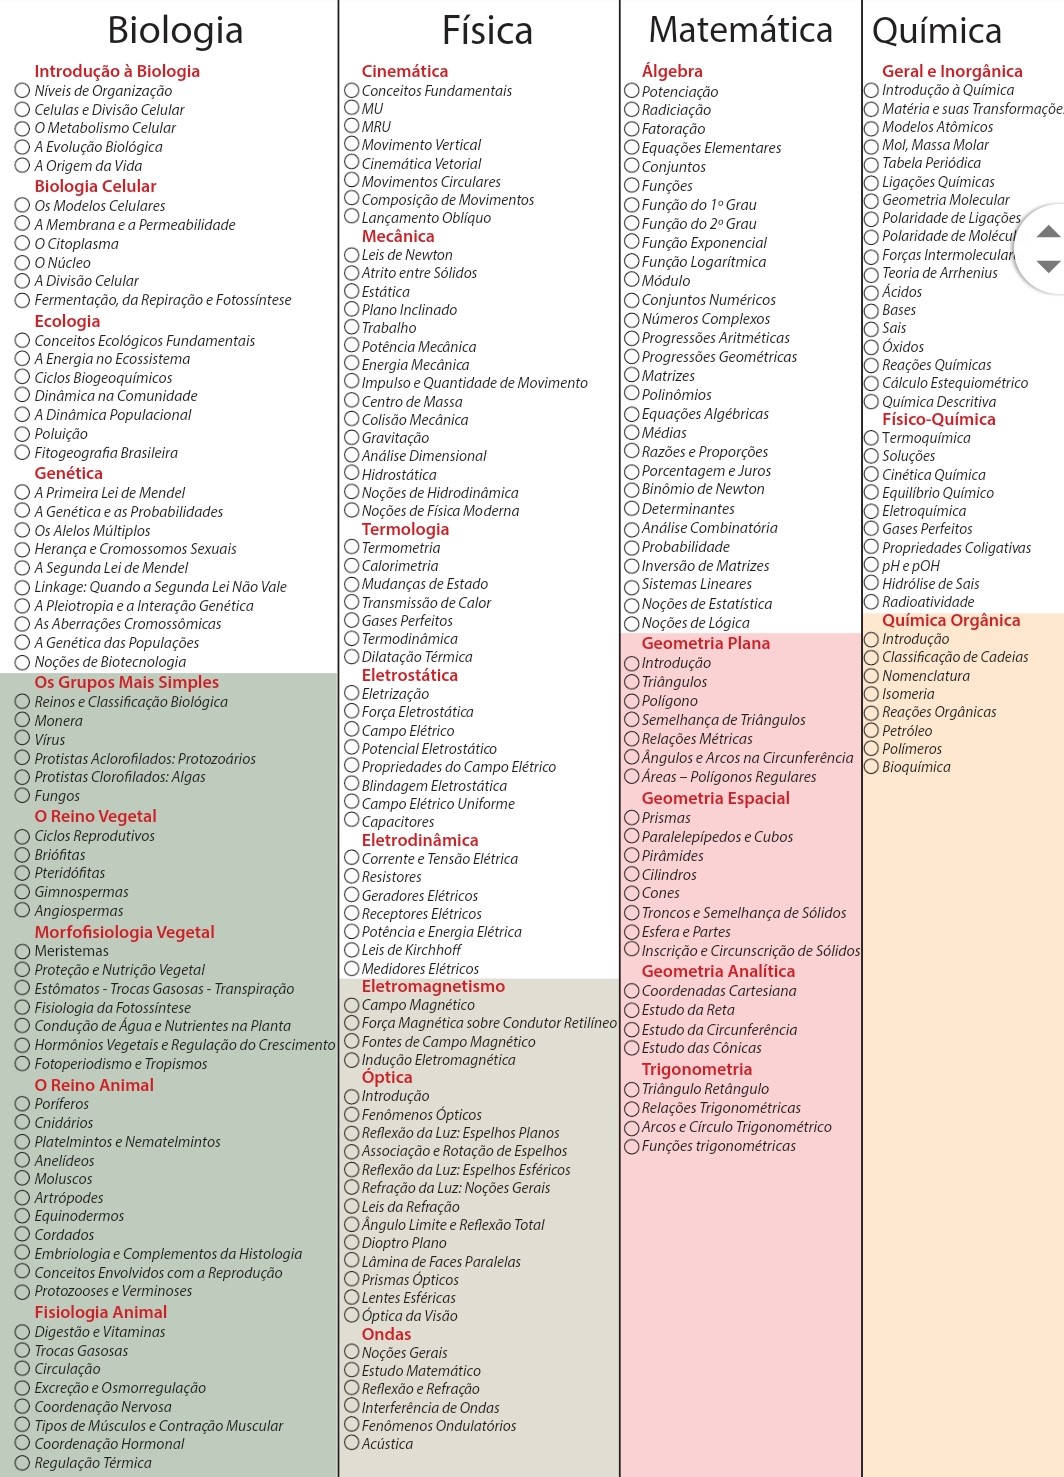 Biologia
Introdução à Biologia
Níveis de Organização
Celulas e Divisão Celular
O Metabolismo Celular
A Evolução Biológica
A Origem da Vida
Biologia Celular
Os Modelos Celulares
A Membrana e a Permeabilidade
O Citoplasma
O Núcleo
A Divisão Celular
Fermentação, da Repiração e Fotossíntese
Ecologia
Conceitos Ecológicos Fundamentais
A Energia no Ecossistema
Ciclos Biogeoquímicos
Dinâmica na Comunidade
A Dinâmica Populacional
Poluição
Fitogeografia Brasileira
Genética
A Primeira Lei de Mendel
A Genética e as Probabilidades
Os Alelos Múltiplos
Herança e Cromossomos Sexuais
A Segunda Lei de Mendel
Linkage: Quando a Segunda Lei Não Vale
A Pleiotropia e a Interação Genética
As Aberrações Cromossômicas
A Genética das Populações
Noções de Biotecnologia
Os Grupos Mais Simples
Reinos e Classificação Biológica
Monera
Vírus
Protistas Aclorofilados: Protozoários
Protistas Clorofilados: Algas
Fungos
O Reino Vegetal
Ciclos Reprodutivos
Briófitas
Pteridófitas
Gimnospermas
Angiospermas
Morfofisiologia Vegetal
Meristemas
Proteção e Nutrição Vegetal
Estômatos - Trocas Gasosas - Transpiração
Fisiologia da Fotossíntese
Condução de Água e Nutrientes na Planta
Hormônios Vegetais e Regulação do Crescimento
Fotoperiodismo e Tropismos
O Reino Animal
Poríferos
Cnidários
Platelmintos e Nematelmintos
Anelídeos
Moluscos
Artrópodes
Equinodermos
Cordados
Embriologia e Complementos da Histologia
Conceitos Envolvidos com a Reprodução
Protozooses e Verminoses
Fisiologia Animal
Digestão e Vitaminas
Trocas Gasosas
Circulação
Excreção e Osmorregulação
Coordenação Nervosa
Tipos de Músculos e Contração Muscular
Coordenação Hormonal
Regulação Térmica
Física
Cinemática
Conceitos Fundamentais
MU
MRU
Movimento Vertical
Cinemática Vetorial
Movimentos Circulares
Composição de Movimentos
Lançamento Oblíquo
Mecânica
Leis de Newton
Atrito entre Sólidos
Estática
Plano Inclinado
Trabalho
Potência Mecânica
Energia Mecânica
Impulso e Quantidade de Movimento
Centro de Massa
Colisão Mecânica
Gravitação
Análise Dimensional
Hidrostática
Noções de Hidrodinâmica
Noções de Física Moderna
Termologia
Termometria
Calorimetria
Mudanças de Estado
Transmissão de Calor
Gases Perfeitos
Termodinâmica
Dilatação Térmica
Eletrostática
Eletrização
Força Eletrostática
Campo Elétrico
Potencial Eletrostático
Propriedades do Campo Elétrico
Blindagem Eletrostática
Campo Elétrico Uniforme
Capacitores
Eletrodinâmica
Corrente e Tensão Elétrica
Resistores
Geradores Elétricos
Receptores Elétricos
Potência e Energia Elétrica
Leis de Kirchhoff
Medidores Elétricos
Eletromagnetismo
Campo Magnético
Força Magnética sobre Condutor Retilíneo
Fontes de Campo Magnético
Indução Eletromagnética
Óptica
Introdução
Fenômenos Ópticos
Reflexão da Luz: Espelhos Planos
Associação e Rotação de Espelhos
Reflexão da Luz: Espelhos Esféricos
Refração da Luz: Noções Gerais
Leis da Refração
Ângulo Limite e Reflexão Total
Dioptro Plano
Lâmina de Faces Paralelas
Prismas Ópticos
Lentes Esféricas
Óptica da Visão
Ondas
Noções Gerais
Estudo Matemático
Reflexão e Refração
Interferência de Ondas
Fenômenos Ondulatórios
Acústica
Matemática
Álgebra
Potenciação
Radiciação
Fatoração
Equações Elementares
Conjuntos
Funções
Função do 1º Grau
Função do 2º Grau
Função Exponencial
Função Logarítmica
Módulo
Conjuntos Numéricos
Números Complexos
Progressões Aritméticas
Progressões Geométricas
Matrizes
Polinômios
Equações Algébricas
Médias
Razões e Proporções
Porcentagem e Juros
Binômio de Newton
Determinantes
Análise Combinatória
Probabilidade
Inversão de Matrizes
Sistemas Lineares
Noções de Estatística
Noções de Lógica
Geometria Plana
Introdução
Triângulos
Polígono
Semelhança de Triângulos
Relações Métricas
Ângulos e Arcos na Circunferência
Áreas – Polígonos Regulares
Geometria Espacial
Prismas
Paralelepípedos e Cubos
Pirâmides
Cilindros
Cones
Troncos e Semelhança de Sólidos
Esfera e Partes
Inscrição e Circunscrição de Sólidos
Geometria Analítica
Coordenadas Cartesiana
Estudo da Reta
Estudo da Circunferência
Estudo das Cônicas
Trigonometria
Triângulo Retângulo
Relações Trigonométricas
Arcos e Círculo Trigonométrico
Funções trigonométricas
Química
Geral e Inorgânica
Introdução à Química
Matéria e suas Transformaçõe
Modelos Atômicos
Mol, Massa Molar
Tabela Periódica
Ligações Químicas
Geometria Molecular
Polaridade de Ligações
Polaridade de Molécul
Forças Intermolecular
Teoria de Arrhenius
Ácidos
Bases
Sais
Óxidos
Reações Químicas
Cálculo Estequiométrico
Química Descritiva
Físico-Química
Termoquímica
Soluções
Cinética Química
Equilíbrio Químico
Eletroquímica
Gases Perfeitos
Propriedades Coligativas
pH e pOH
Hidrólise de Sais
Radioatividade
Química Orgânica
Introdução
Classificação de Cadeias
Nomenclatura
Isomeria
Reações Orgânicas
Petróleo
Polímeros
Bioquímica